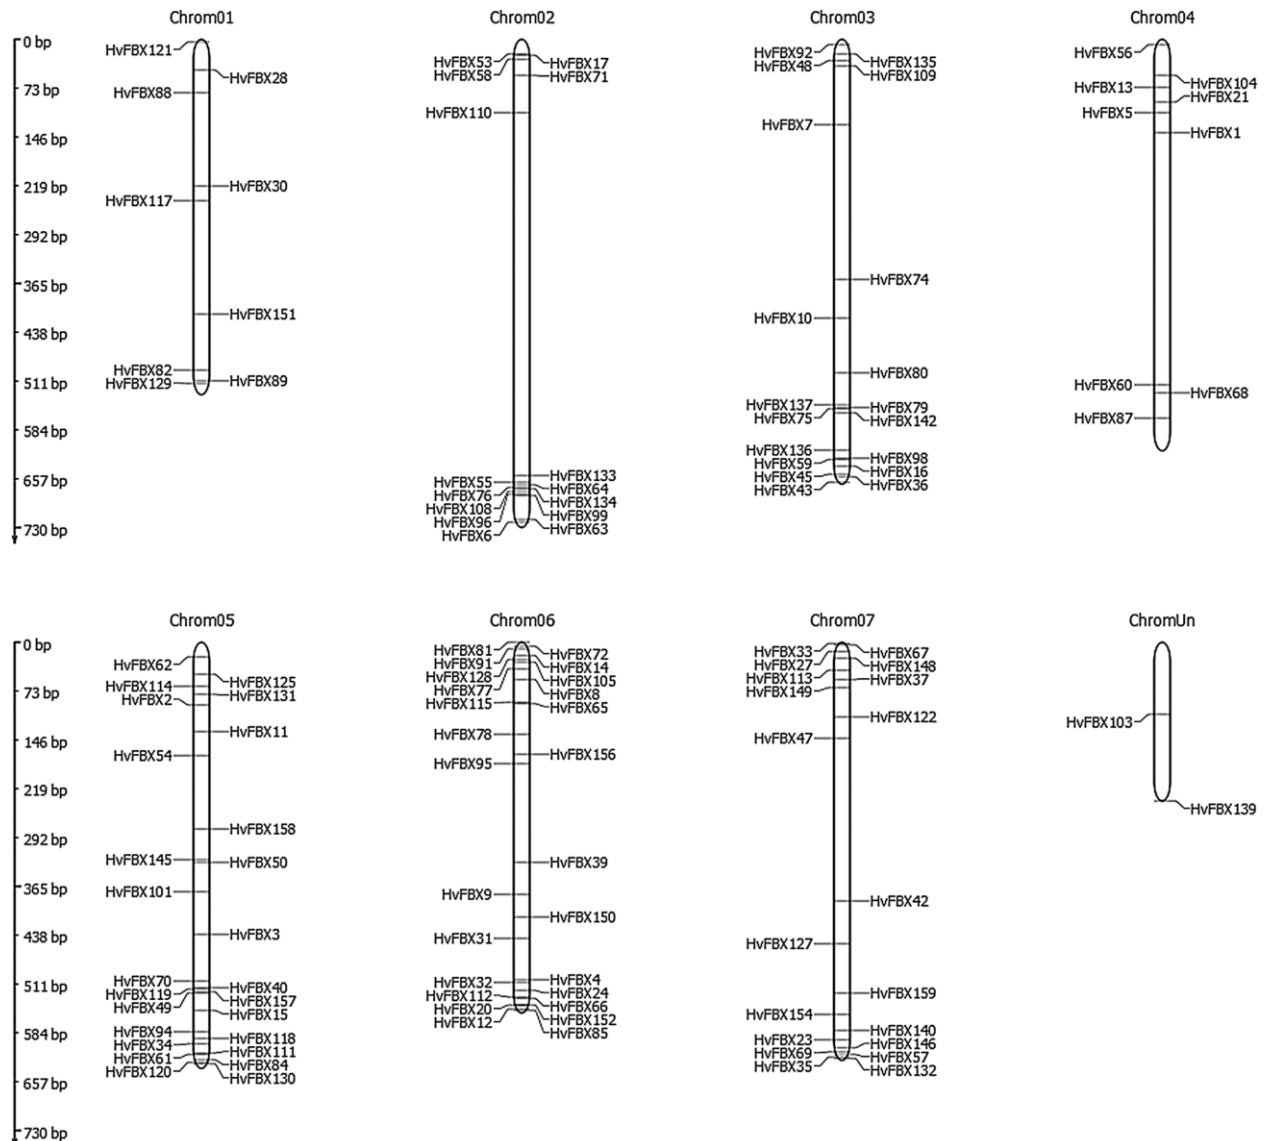 Chrom01 Chrom02 Chrom03 Chrom04
0 bp
73 bp
146 bp
219 bp
292 bp
365 bp
438 bp
511 bp
584 bp
657 bp
730 bp
HvFBX121
HvFBX28
HvFBX88
HvFBX30
HvFBX117
HvFBX151
HvFBX82
HvFBX129
HvFBX89
HvFBX53
HvFBX17
HvFBX58
HvFBX71
HvFBX110
HvFBX133
HvFBX55
HvFBX64
HvFBX76
HvFBX134
HvFBX108
HvFBX99
HvFBX96
HvFBX63
HvFBX6
HvFBX92
HvFBX135
HvFBX48
HvFBX109
HvFBX7
HvFBX74
HvFBX10
HvFBX80
HvFBX137
HvFBX79
HvFBX75
HvFBX142
HvFBX136
HvFBX98
HvFBX59
HvFBX16
HvFBX45
HvFBX36
HvFBX43
HvFBX56
HvFBX104
HvFBX13
HvFBX21
HvFBX5
HvFBX1
HvFBX60
HvFBX68
HvFBX87
Chrom05 Chrom06 Chrom07 ChromUn
0 bp
73 bp
146 bp
219 bp
292 bp
365 bp
438 bp
511 bp
584 bp
657 bp
730 bp
HvFBX62
HvFBX125
HvFBX114
HvFBX131
HvFBX2
HvFBX11
HvFBX54
HvFBX158
HvFBX145
HvFBX50
HvFBX101
HvFBX3
HvFBX70
HvFBX40
HvFBX119
HvFBX157
HvFBX49
HvFBX15
HvFBX94
HvFBX118
HvFBX34
HvFBX111
HvFBX61
HvFBX84
HvFBX120
HvFBX130
HvFBX81
HvFBX72
HvFBX91
HvFBX14
HvFBX128
HvFBX105
HvFBX77
HvFBX8
HvFBX115
HvFBX65
HvFBX78
HvFBX156
HvFBX95
HvFBX39
HvFBX9
HvFBX150
HvFBX31
HvFBX4
HvFBX32
HvFBX24
HvFBX112
HvFBX66
HvFBX20
HvFBX152
HvFBX12
HvFBX85
HvFBX33
HvFBX67
HvFBX27
HvFBX148
HvFBX113
HvFBX37
HvFBX149
HvFBX122
HvFBX47
HvFBX42
HvFBX127
HvFBX159
HvFBX154
HvFBX140
HvFBX23
HvFBX146
HvFBX69
HvFBX57
HvFBX35
HvFBX132
HvFBX103
HvFBX139